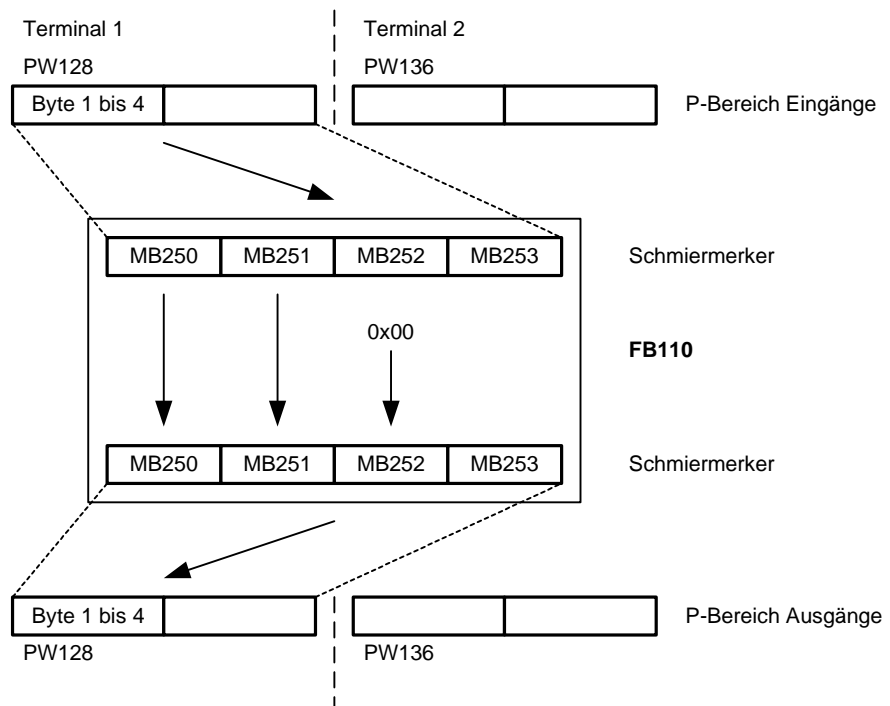 Terminal 1 Terminal 2
PW128 PW136
Byte 1 bis 4 P-Bereich Eingänge
MB250 MB251 MB252 MB253 Schmiermerker
0x00
FB110
MB250 MB251 MB252 MB253 Schmiermerker
Byte 1 bis 4 P-Bereich Ausgänge
PW128 PW136